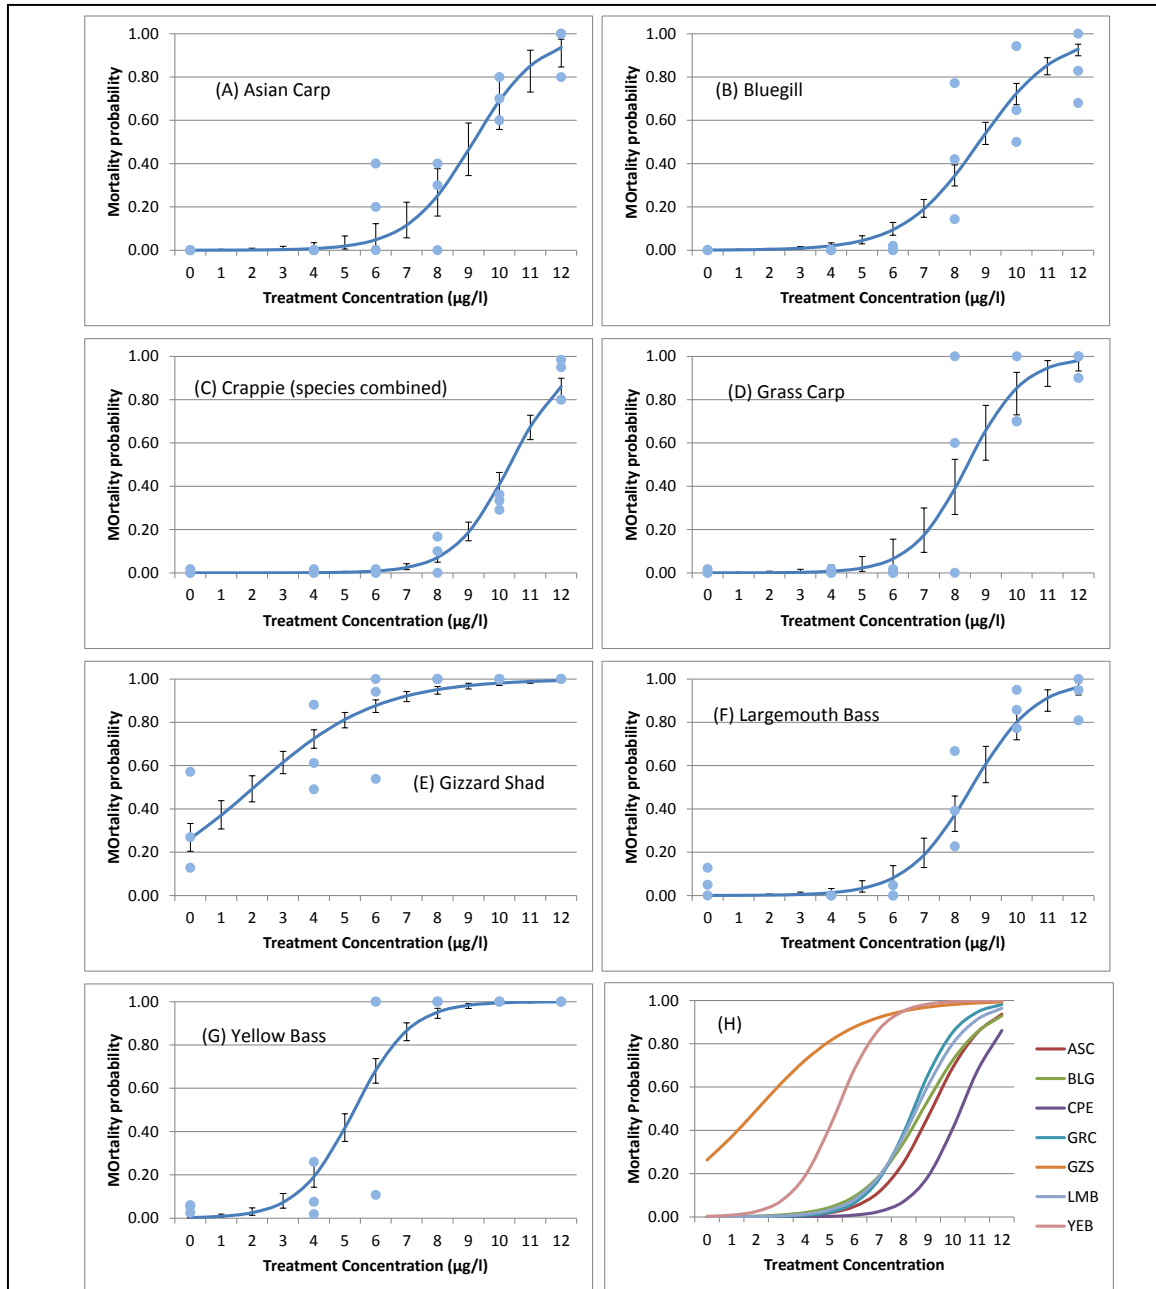 (A) Asian Carp
MOrtality probability
1.00
0.80
0.60
0.40
0.20
0.00
0 1 2 3 4 5 6 7 8 9 10 11 12
Treatment Concentration (µg/l)
(B) Bluegill
MOrtality probability
1.00
0.80
0.60
0.40
0.20
0.00
0 1 2 3 4 5 6 7 8 9 10 11 12
Treatment Concentration (µg/l)
(C) Crappie (species combined)
MOrtality probability
1.00
0.80
0.60
0.40
0.20
0.00
0 1 2 3 4 5 6 7 8 9 10 11 12
Treatment Concentration (µg/l)
(D) Grass Carp
MOrtality probability
1.00
0.80
0.60
0.40
0.20
0.00
0 1 2 3 4 5 6 7 8 9 10 11 12
Treatment Concentration (µg/l)
(E) Gizzard Shad
MOrtality probability
1.00
0.80
0.60
0.40
0.20
0.00
0 1 2 3 4 5 6 7 8 9 10 11 12
Treatment Concentration (µg/l)
(F) Largemouth Bass
MOrtality probability
1.00
0.80
0.60
0.40
0.20
0.00
0 1 2 3 4 5 6 7 8 9 10 11 12
Treatment Concentration (µg/l)
(G) Yellow Bass
MOrtality probability
1.00
0.80
0.60
0.40
0.20
0.00
0 1 2 3 4 5 6 7 8 9 10 11 12
Treatment Concentration (µg/l)
(H)
Mortality Probability
1.00
0.80
0.60
0.40
0.20
0.00
0 1 2 3 4 5 6 7 8 9 10 11 12
Treatment Concentration
ASC
BLG
CPE
GRC
GZS
LMB
YEB